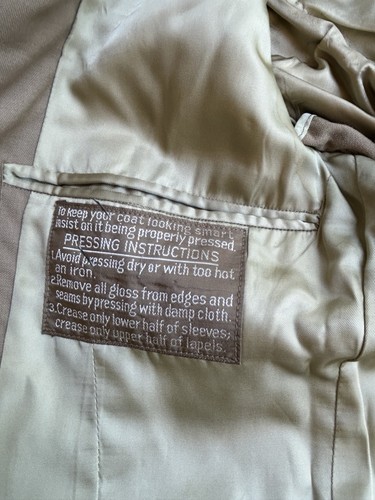 To keep your coat looking smart
insist on it being properly pressed.
PRESSING INSTRUCTIONS
1.Avoid pressing dry or with too hot
an iron.
2.Remove all gloss from edges and
seams by pressing with damp cloth.
3.Crease only lower half of sleeves;
crease only upper half of lapels.